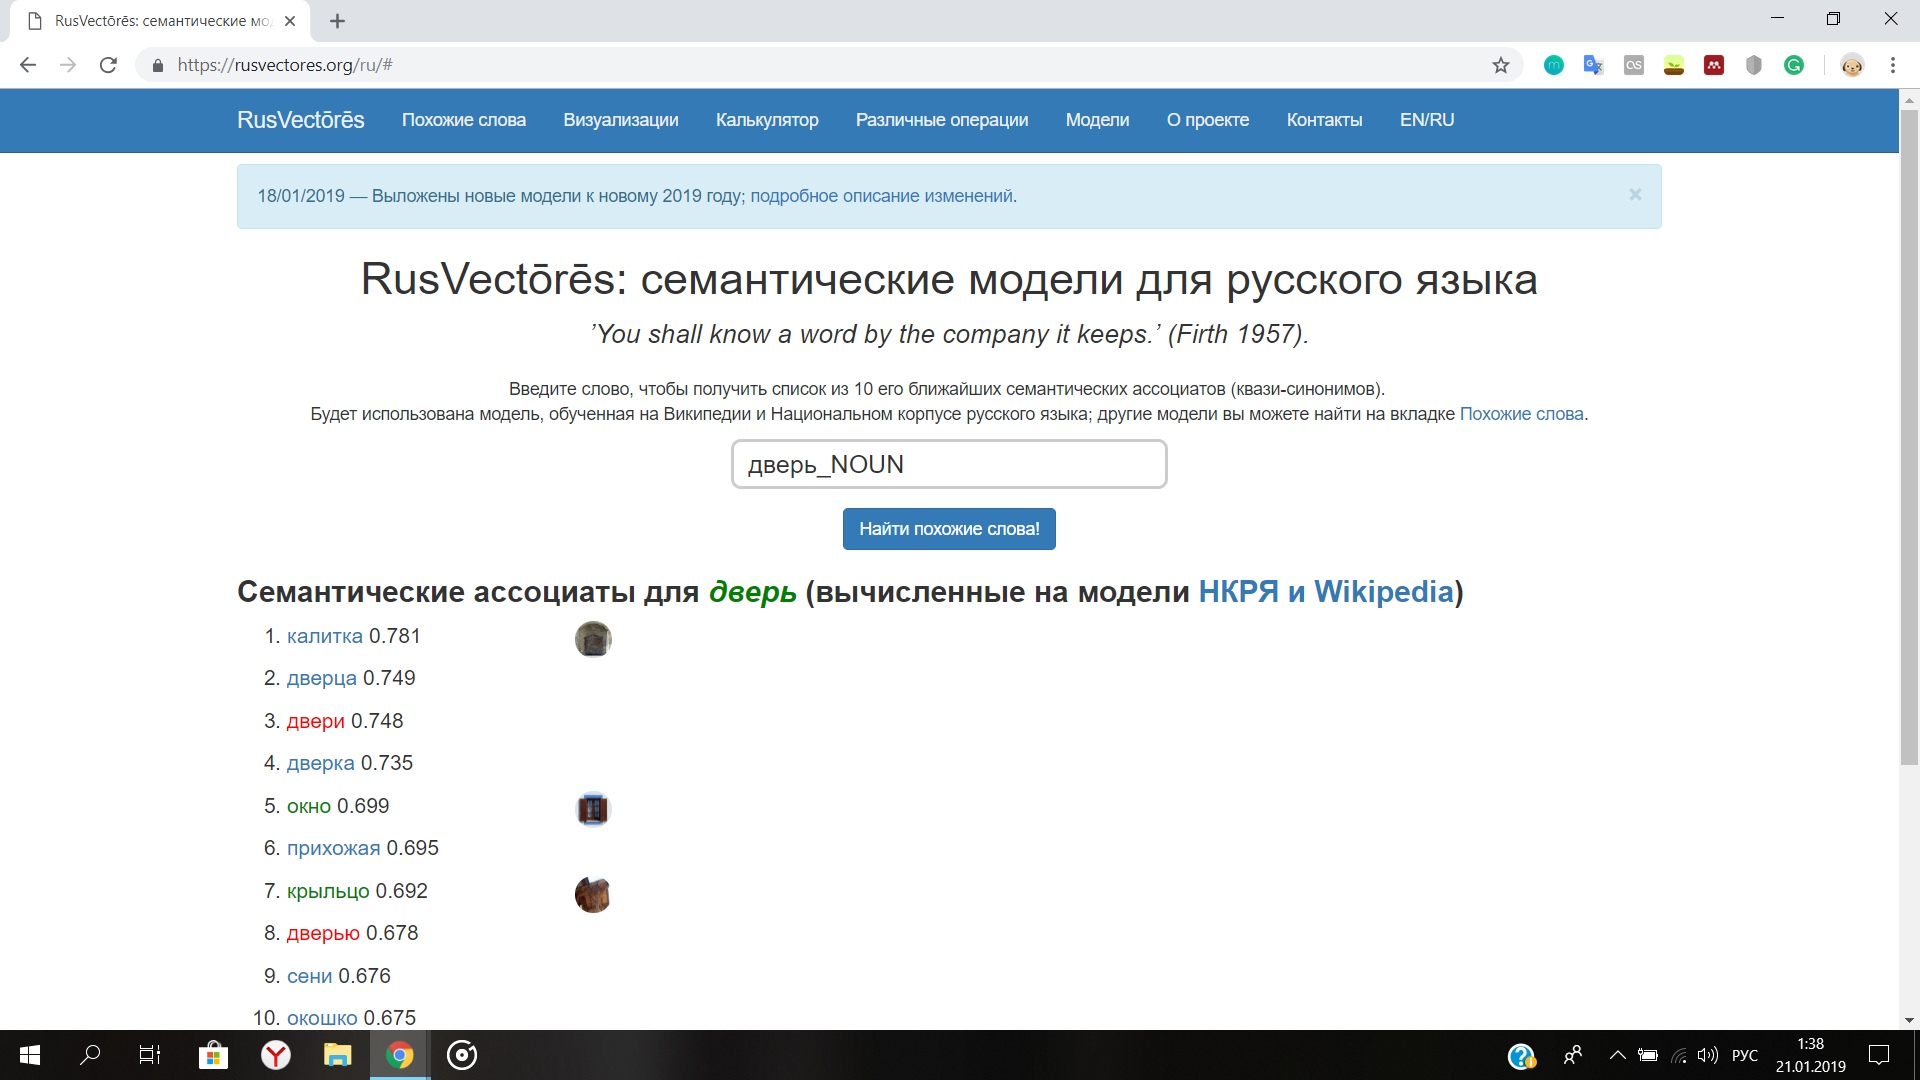 RusVectōrēs: семантические мо
https://rusvectores.org/ru/#
RusVectōrēs Похожие слова Визуализации Калькулятор Различные операции Модели О проекте Контакты EN/RU
18/01/2019 — Выложены новые модели к новому 2019 году; подробное описание изменений.
RusVectōrēs: семантические модели для русского языка
’You shall know a word by the company it keeps.’ (Firth 1957).
Введите слово, чтобы получить список из 10 его ближайших семантических ассоциатов (квази-синонимов).
Будет использована модель, обученная на Википедии и Национальном корпусе русского языка; другие модели вы можете найти на вкладке Похожие слова.
дверь_NOUN
Найти похожие слова!
Семантические ассоциаты для дверь (вычисленные на модели НКРЯ и Wikipedia)
1. калитка 0.781
2. дверца 0.749
3. двери 0.748
4. дверка 0.735
5. окно 0.699
6. прихожая 0.695
7. крыльцо 0.692
8. дверью 0.678
9. сени 0.676
10. окошко 0.675
РУС
1:38
21.01.2019